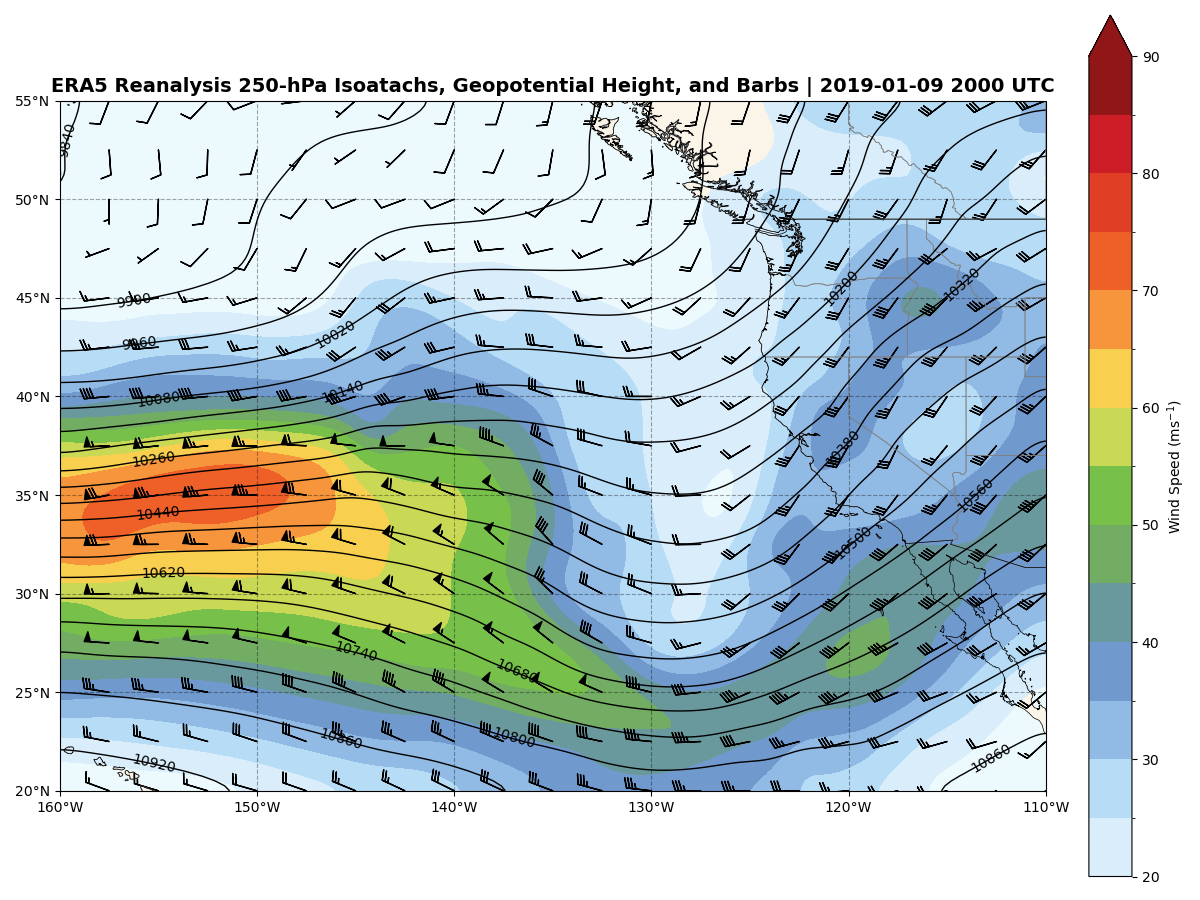 ERA5 Reanalysis 250-hPa Isoatachs, Geopotential Height, and Barbs | 2019-01-09 2000 UTC
55°N
50°N
45°N
40°N
35°N
30°N
25°N
20°N
160°W
150°W
140°W
130°W
120°W
110°W
9840
9900
9960
10020
10080
10140
10200
10320
10260
10380
10440
10500
10560
10620
10680
10740
10800
10860
10860
10920
0
90
80
70
60
50
40
30
20
Wind Speed (ms⁻¹)